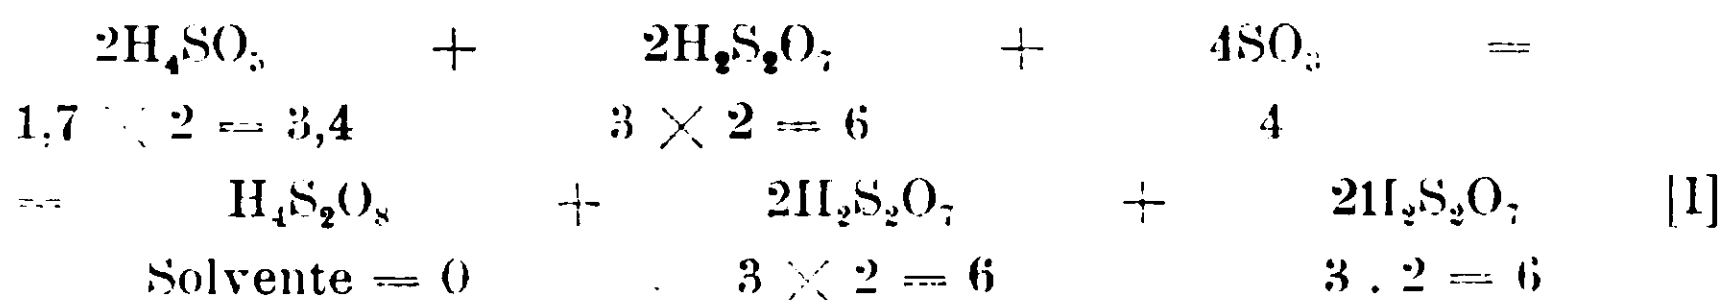 2H₄SO₅ + 2H₂S₂O₇ + 4SO₃ =
1,7 × 2 = 3,4 3 × 2 = 6 4
= H₄S₂O₈ + 2H₂S₂O₇ + 2H₂S₂O₇ [1]
Solvente = 0 3 × 2 = 6 3 . 2 = 6